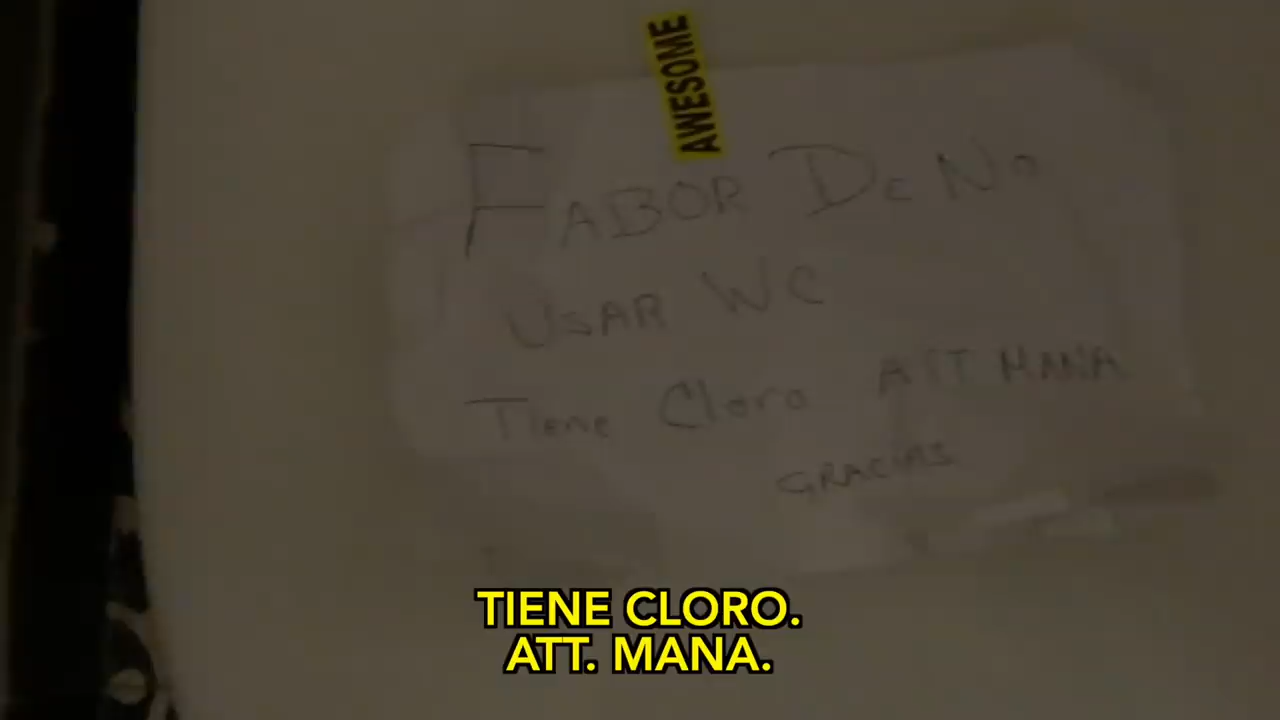 AWESOME
FABOR De No
USAR WC
Tiene Cloro ATT MANA
GRACIAS
TIENE CLORO.
ATT. MANA.